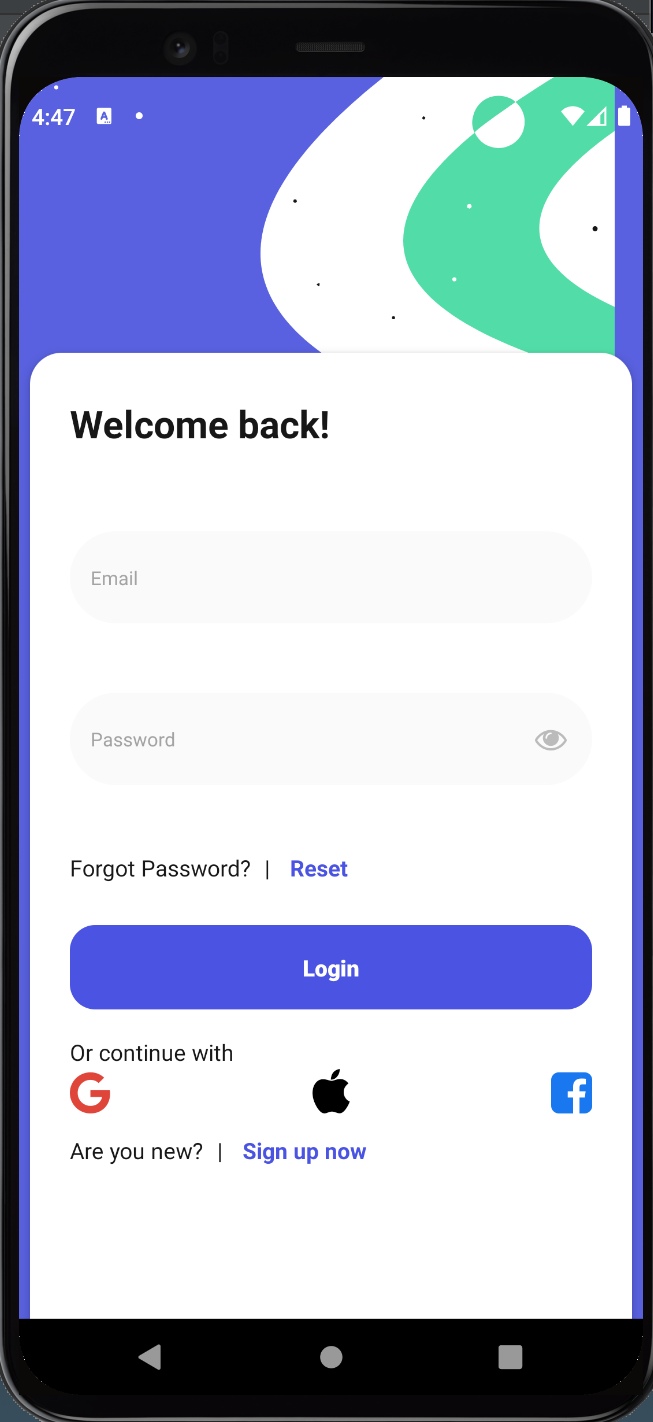 4:47
A
Welcome back!
Email
Password
Forgot Password? | Reset
Login
Or continue with
Are you new? | Sign up now